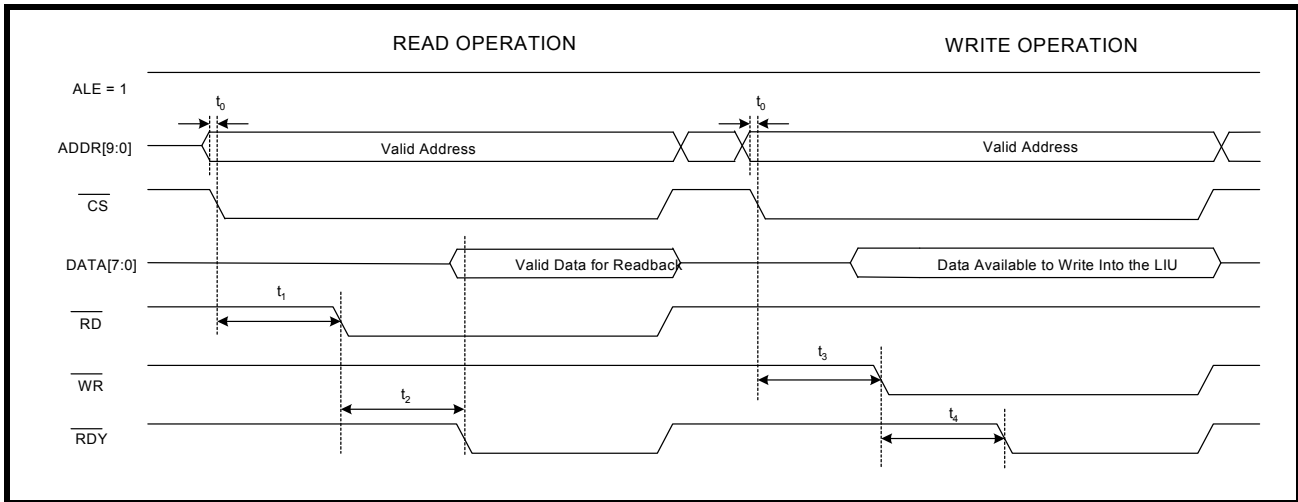 READ OPERATION WRITE OPERATION
ALE = 1
t0 t0
ADDR[9:0] Valid Address Valid Address
CS
DATA[7:0] Valid Data for Readback Data Available to Write Into the LIU
t1
RD
t3
WR
t2 t4
RDY